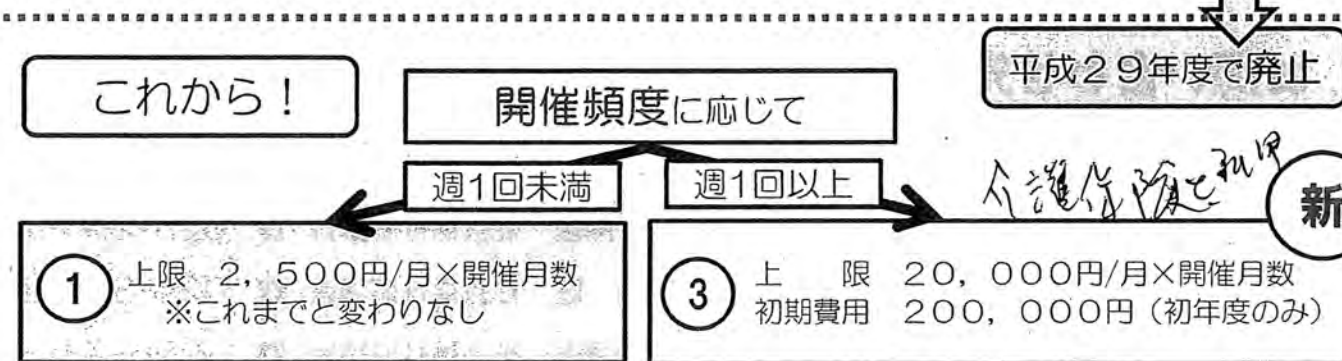 平成29年度で廃止
これから!
開催頻度に応じて
週1回未満
週1回以上
介護保険を利用
新
① 上限 2,500円/月×開催月数
※これまでと変わりなし
③ 上 限 20,000円/月×開催月数
初期費用 200,000円(初年度のみ)